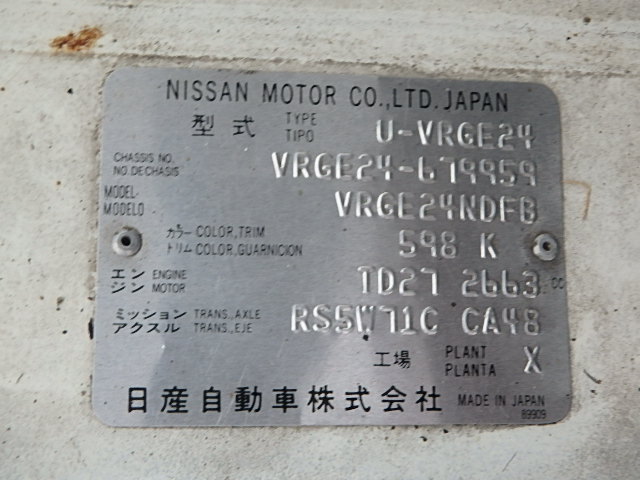 NISSAN MOTOR CO.,LTD. JAPAN
型式 TYPE TIPO U-VRGE24
CHASSIS NO. NO.DECHASIS VRGE24-679959
MODEL MODELO VRGE24NDFB
カラー COLOR,TRIM
トリム COLOR,GUARNICION 598 K
エンジン ENGINE MOTOR TD27 2663 CC
ミッション TRANS.,AXLE
アクスル TRANS.,EJE RS5W71C CA48
工場 PLANT PLANTA X
日産自動車株式会社 MADE IN JAPAN
89909